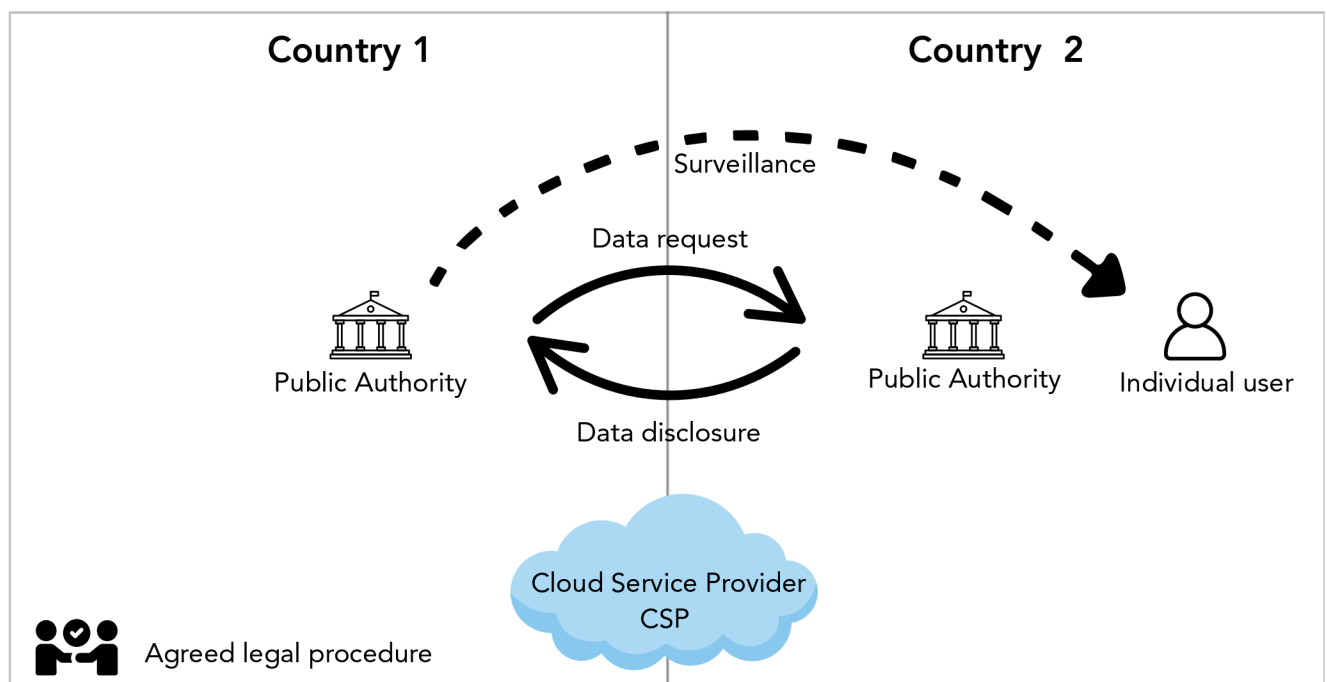 Country 1
Country 2
Surveillance
Data request
Public Authority
Public Authority
Individual user
Data disclosure
Cloud Service Provider
CSP
Agreed legal procedure